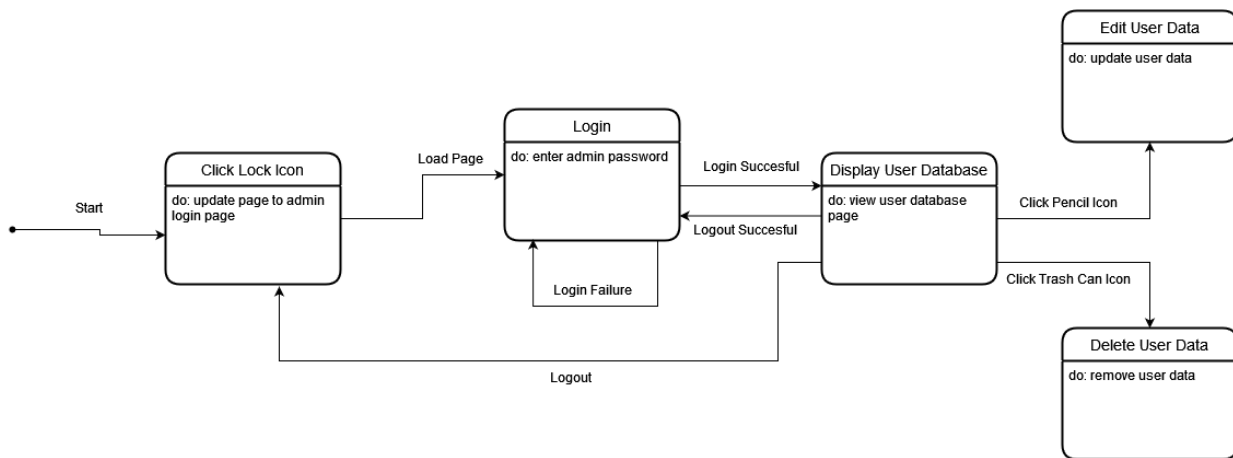 Edit User Data
do: update user data
Login
do: enter admin password
Load Page
Click Lock Icon
do: update page to admin
login page
Start
Login Succesful
Display User Database
do: view user database
page
Click Pencil Icon
Logout Succesful
Login Failure
Click Trash Can Icon
Delete User Data
do: remove user data
Logout